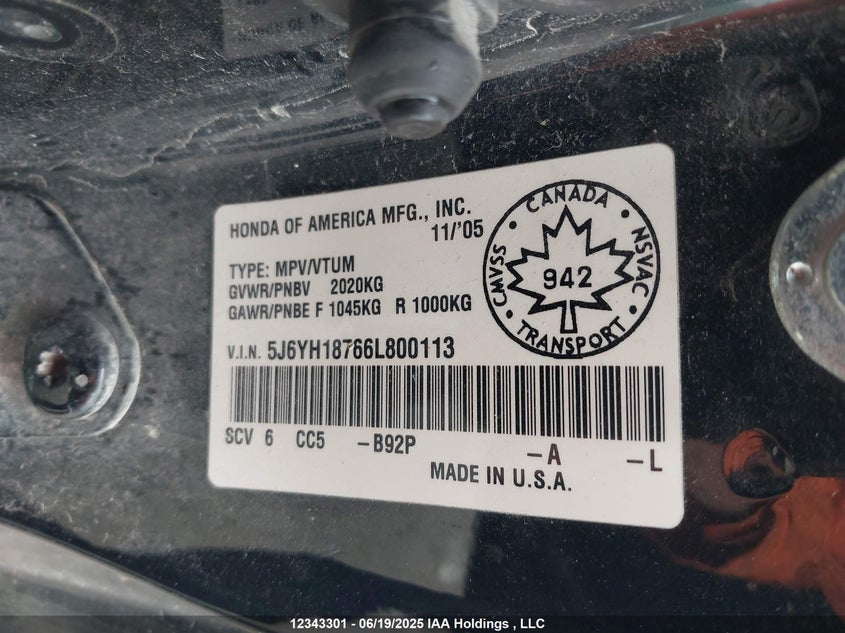 HONDA OF AMERICA MFG., INC.
11/'05
TYPE: MPV/VTUM
GVWR/PNBV 2020KG
GAWR/PNBE F 1045KG R 1000KG
V.I.N. 5J6YH18766L800113
SCV 6 CC5 -B92P -A -L
MADE IN U.S.A.
CANADA
CMVSS
NSVAC
942
TRANSPORT
12343301 - 06/19/2025 IAA Holdings , LLC